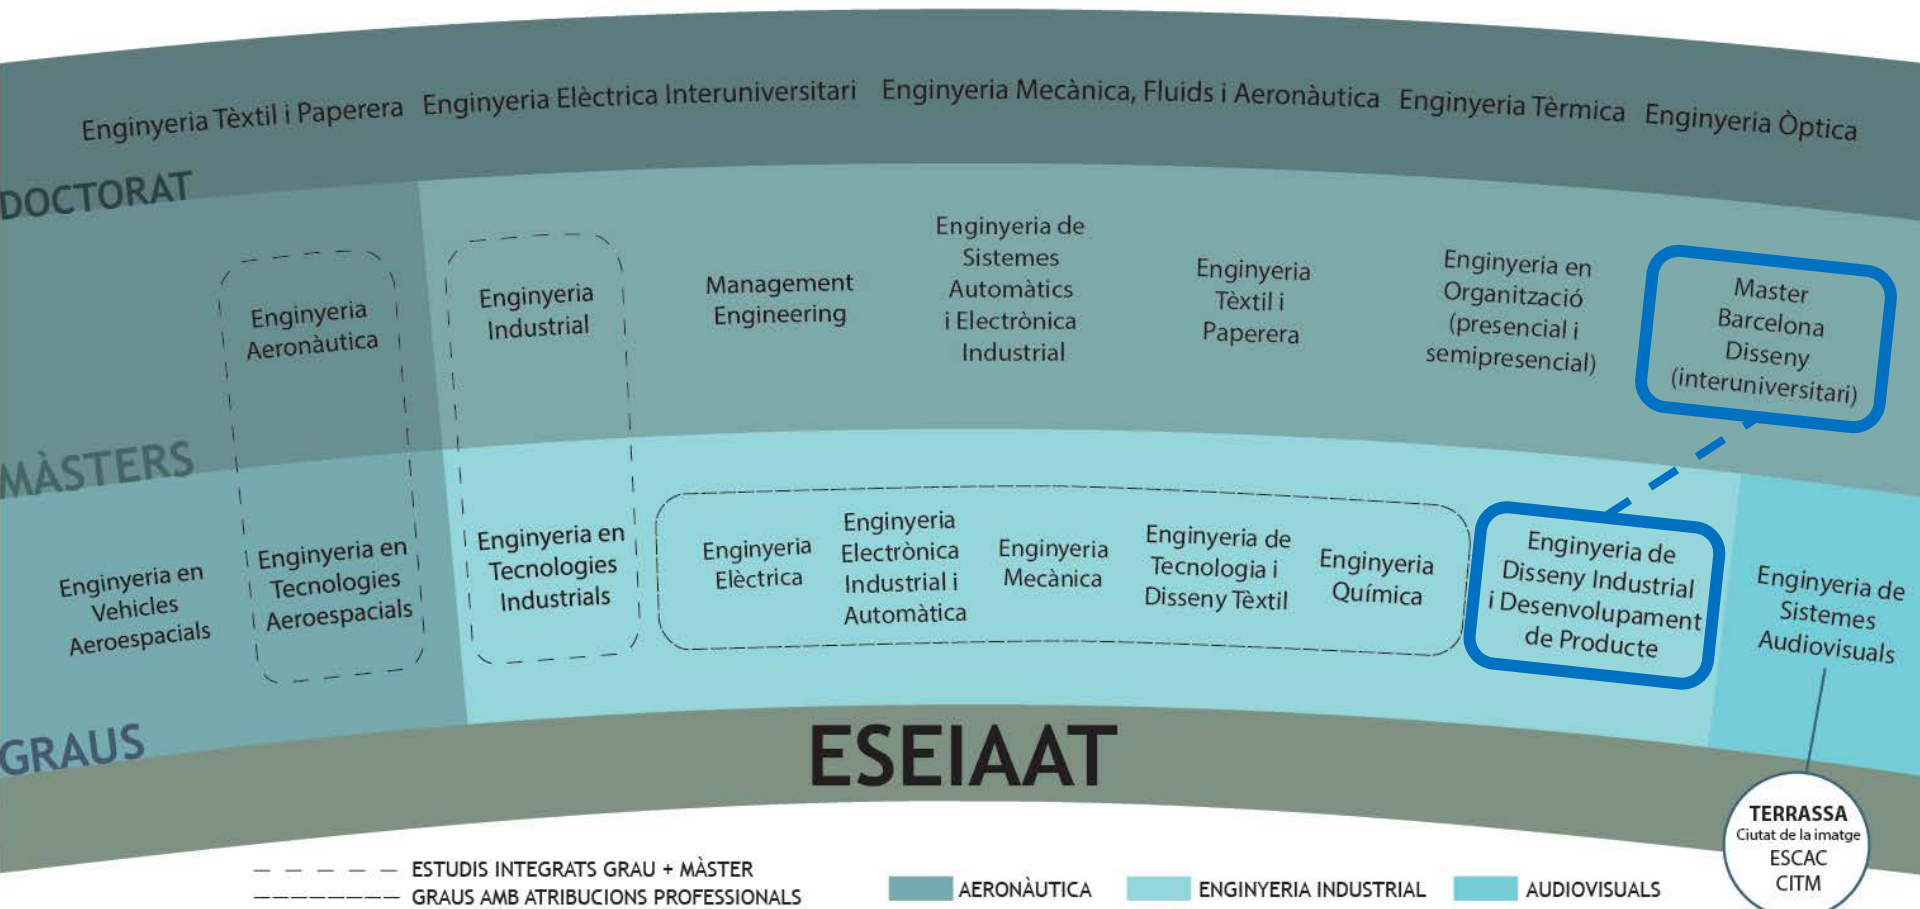 Enginyeria Tèxtil i Paperera
Enginyeria Elèctrica Interuniversitari
Enginyeria Mecànica, Fluids i Aeronàutica
Enginyeria Tèrmica
Enginyeria Òptica
DOCTORAT
Enginyeria
Aeronàutica
Enginyeria
Industrial
Management
Engineering
Enginyeria de
Sistemes
Automàtics
i Electrònica
Industrial
Enginyeria
Tèxtil i
Paperera
Enginyeria en
Organització
(presencial i
semipresencial)
Master
Barcelona
Disseny
(interuniversitari)
MÀSTERS
Enginyeria en
Vehicles
Aeroespacials
Enginyeria en
Tecnologies
Aeroespacials
Enginyeria en
Tecnologies
Industrials
Enginyeria
Elèctrica
Enginyeria
Electrònica
Industrial i
Automàtica
Enginyeria
Mecànica
Enginyeria de
Tecnologia i
Disseny Tèxtil
Enginyeria
Química
Enginyeria de
Disseny Industrial
i Desenvolupament
de Producte
Enginyeria de
Sistemes
Audiovisuals
GRAUS
ESEIAAT
TERRASSA
Ciutat de la imatge
ESCAC
CITM
ESTUDIS INTEGRATS GRAU + MÀSTER
GRAUS AMB ATRIBUCIONS PROFESSIONALS
AERONÀUTICA
ENGINYERIA INDUSTRIAL
AUDIOVISUALS